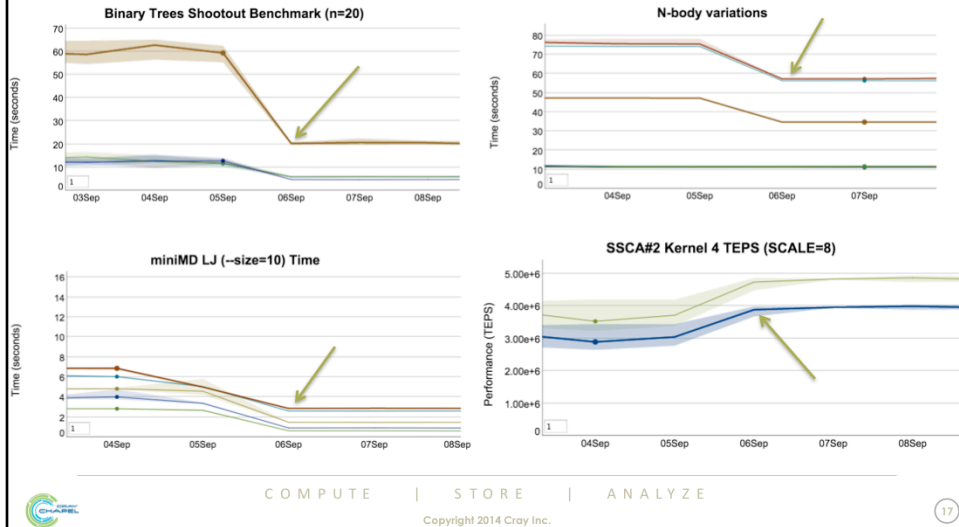 Binary Trees Shootout Benchmark (n=20)
Time (seconds)
70
60
50
40
30
20
10
0
1
03Sep 04Sep 05Sep 06Sep 07Sep 08Sep
N-body variations
Time (seconds)
80
70
60
50
40
30
20
10
0
1
04Sep 05Sep 06Sep 07Sep
miniMD LJ (--size=10) Time
Time (seconds)
16
14
12
10
8
6
4
2
0
1
04Sep 05Sep 06Sep 07Sep 08Sep
SSCA#2 Kernel 4 TEPS (SCALE=8)
Performance (TEPS)
5.00e+6
4.00e+6
3.00e+6
2.00e+6
1.00e+6
0
1
04Sep 05Sep 06Sep 07Sep 08Sep
COMPUTE | STORE | ANALYZE
Copyright 2014 Cray Inc.
CRAY
CHAPEL
17